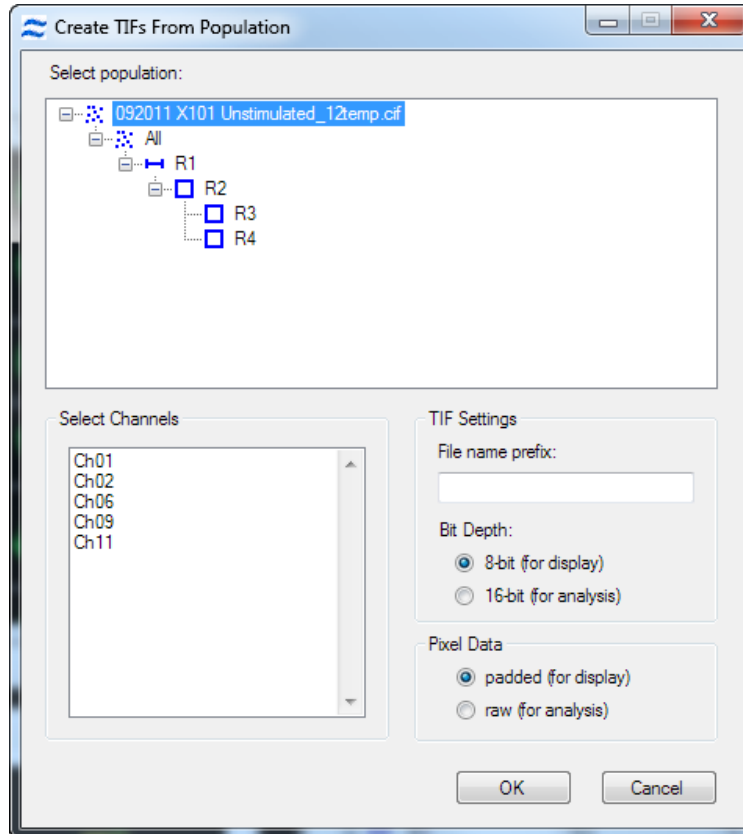 Create TIFs From Population
Select population:
092011 X101 Unstimulated_12temp.cif
All
R1
R2
R3
R4
Select Channels
Ch01
Ch02
Ch06
Ch09
Ch11
TIF Settings
File name prefix:
Bit Depth:
8-bit (for display)
16-bit (for analysis)
Pixel Data
padded (for display)
raw (for analysis)
OK Cancel